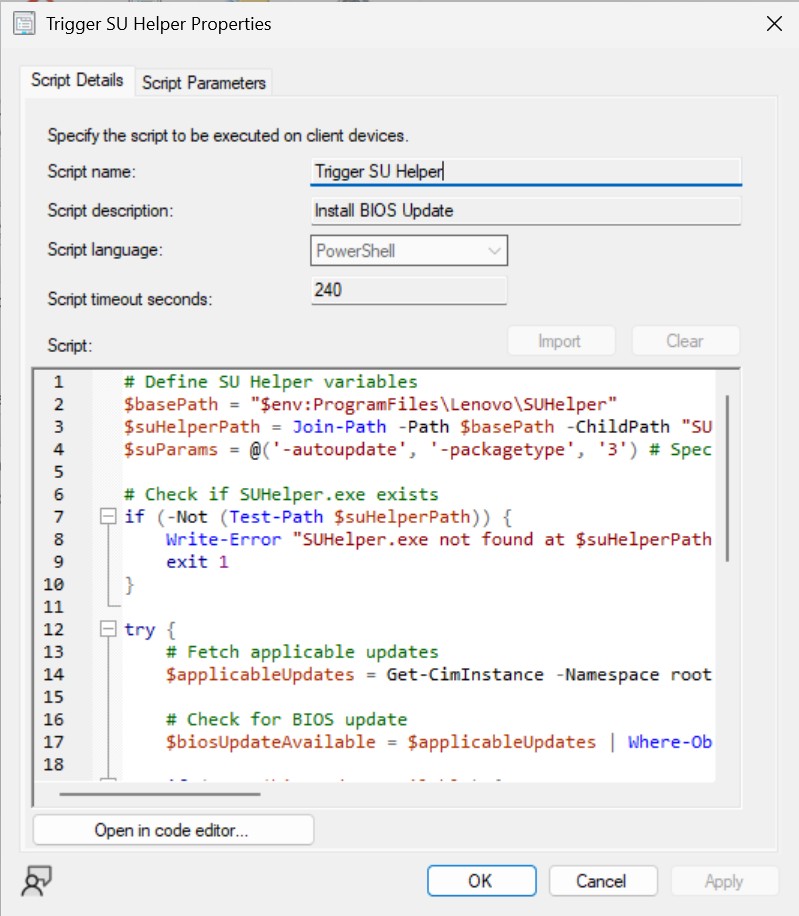 Trigger SU Helper Properties
Script Details
Script Parameters
Specify the script to be executed on client devices.
Script name:
Trigger SU Helper
Script description:
Install BIOS Update
Script language:
PowerShell
Script timeout seconds:
240
Script:
Import
Clear
1 # Define SU Helper variables
2 $basePath = "$env:ProgramFiles\Lenovo\SUHelper"
3 $suHelperPath = Join-Path -Path $basePath -ChildPath "SU
4 $suParams = @('-autoupdate', '-packagetype', '3') # Spec
5
6 # Check if SUHelper.exe exists
7 if (-Not (Test-Path $suHelperPath)) {
8 Write-Error "SUHelper.exe not found at $suHelperPath
9 exit 1
10 }
11
12 try {
13 # Fetch applicable updates
14 $applicableUpdates = Get-CimInstance -Namespace root
15
16 # Check for BIOS update
17 $biosUpdateAvailable = $applicableUpdates | Where-Ob
18
Open in code editor...
OK
Cancel
Apply